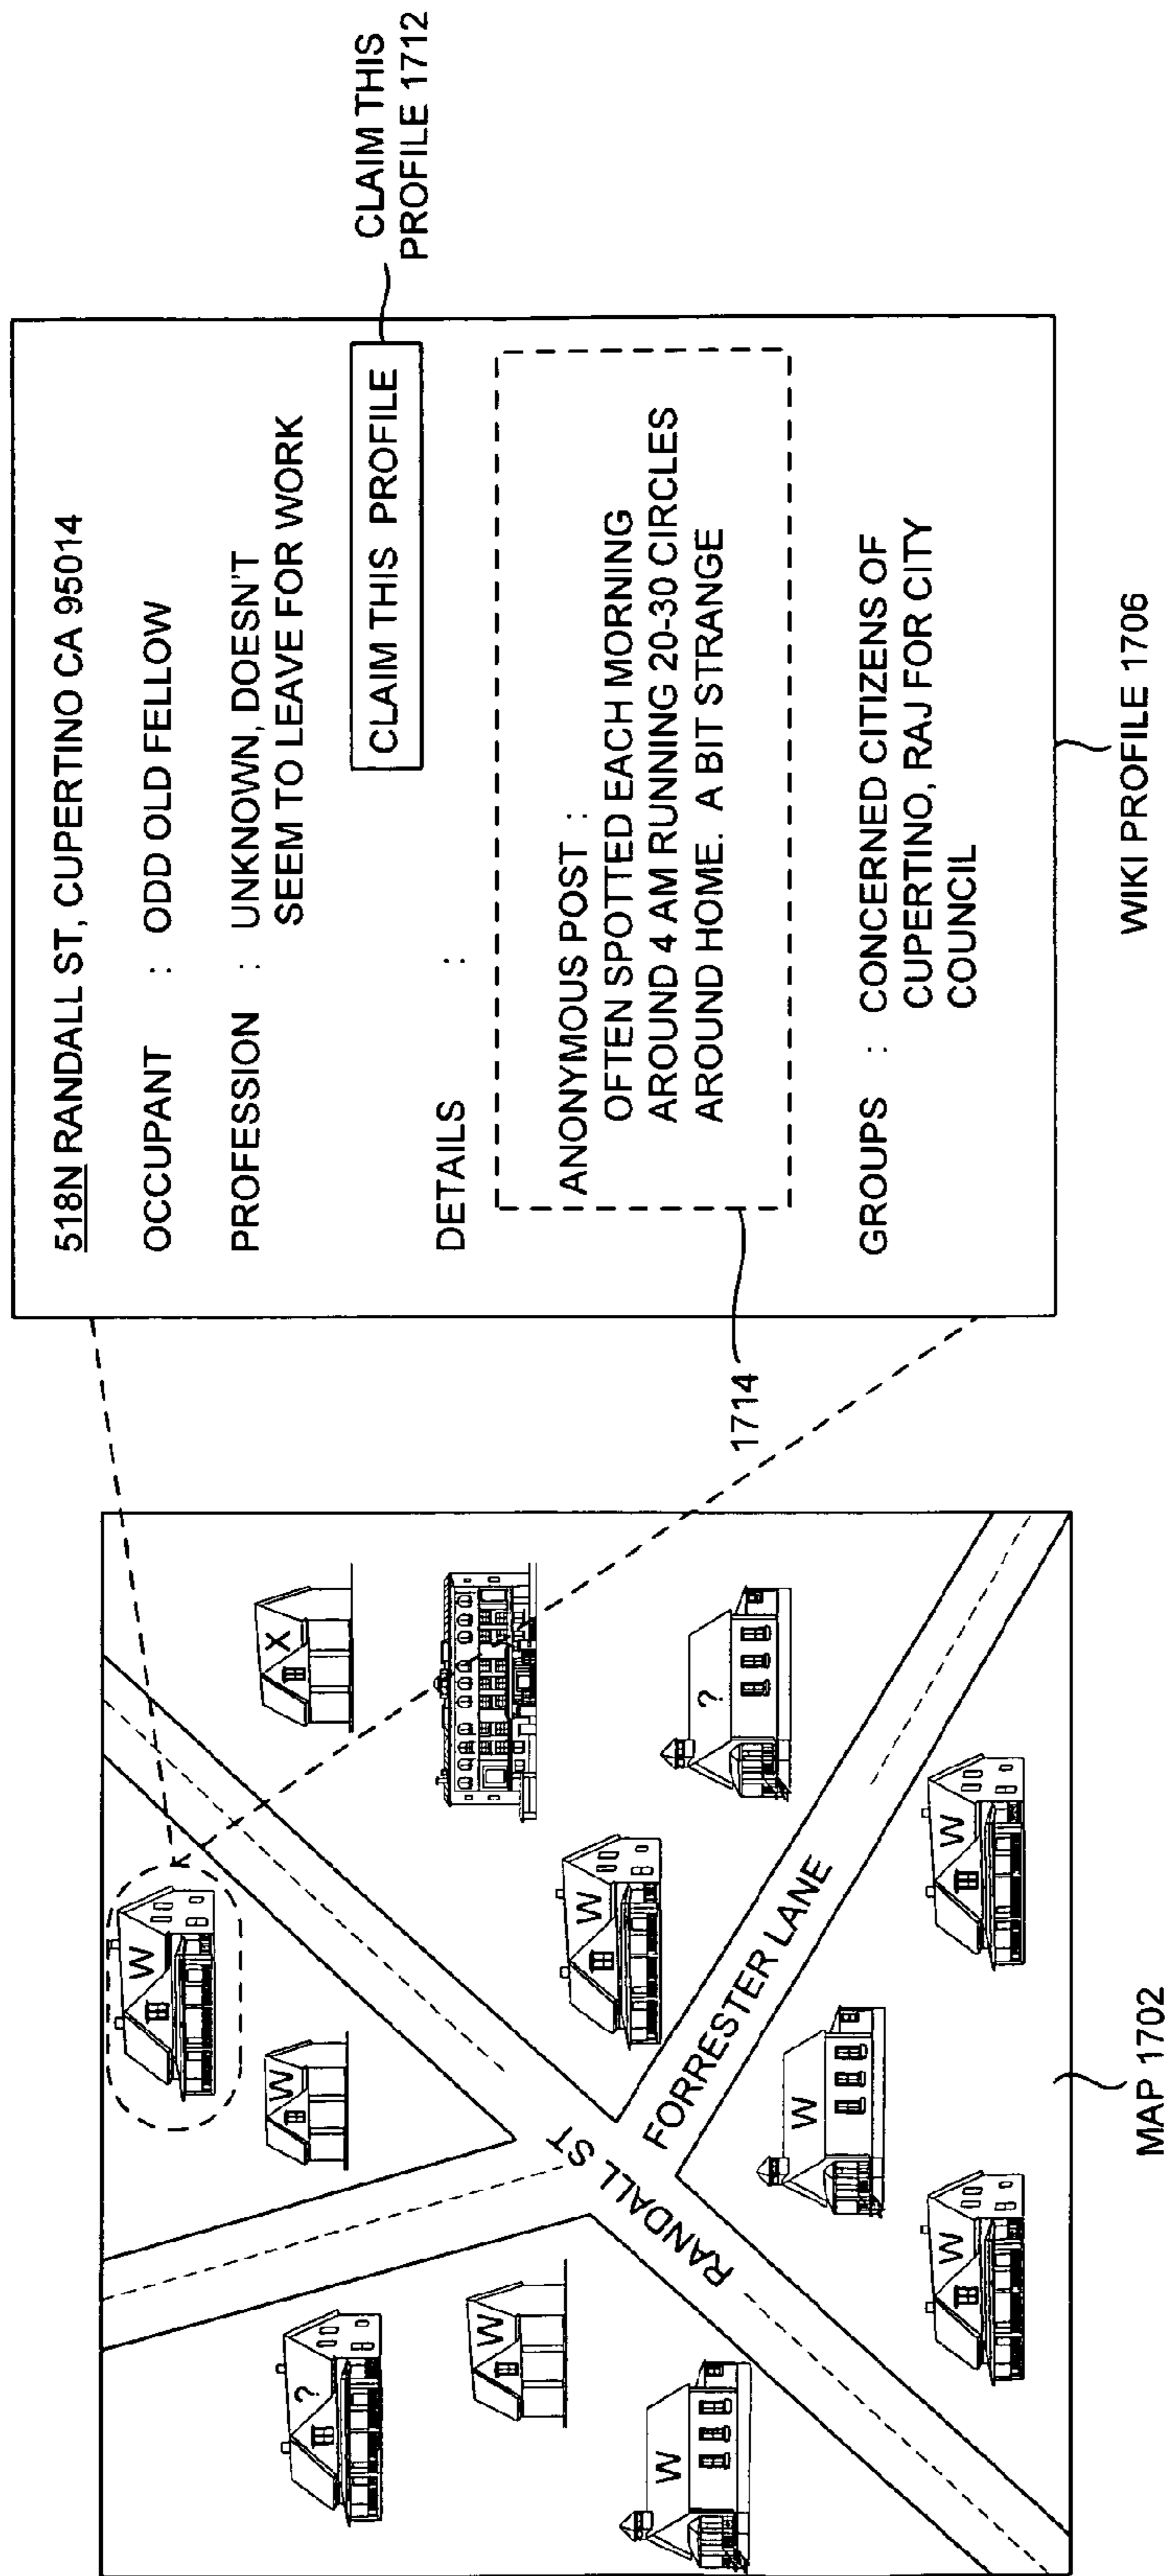 W
W
X
?
W
W
?
W
RANDALL ST
FORRESTER LANE
W
W
W
W
MAP 1702
518N RANDALL ST, CUPERTINO CA 95014
OCCUPANT : ODD OLD FELLOW
PROFESSION : UNKNOWN, DOESN'T
SEEM TO LEAVE FOR WORK
CLAIM THIS PROFILE
CLAIM THIS
PROFILE 1712
DETAILS :
ANONYMOUS POST :
OFTEN SPOTTED EACH MORNING
AROUND 4 AM RUNNING 20-30 CIRCLES
AROUND HOME. A BIT STRANGE
1714
GROUPS : CONCERNED CITIZENS OF
CUPERTINO, RAJ FOR CITY
COUNCIL
WIKI PROFILE 1706